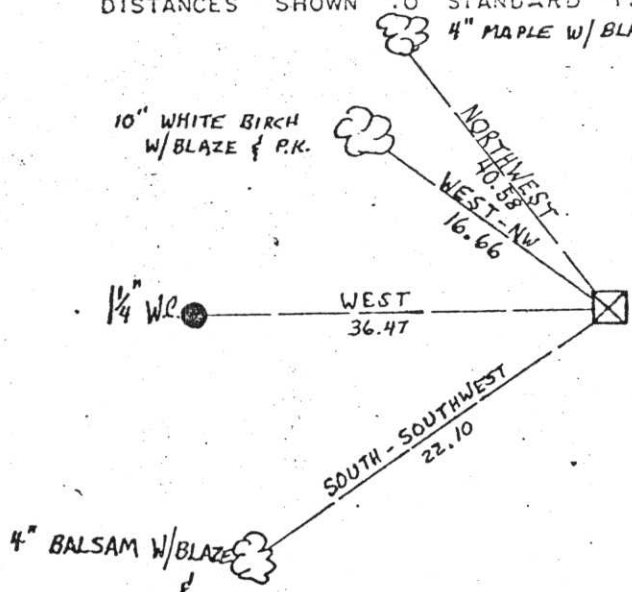 DISTANCES SHOWN STANDARD
4" MAPLE W/
10" WHITE BIRCH
W/BLAZE & P.K.
NORTHWEST
40.58
WEST-NW
16.66
1¼" W.C.
WEST
36.47
SOUTH-SOUTHWEST
22.10
4" BALSAM W/BLAZE
&